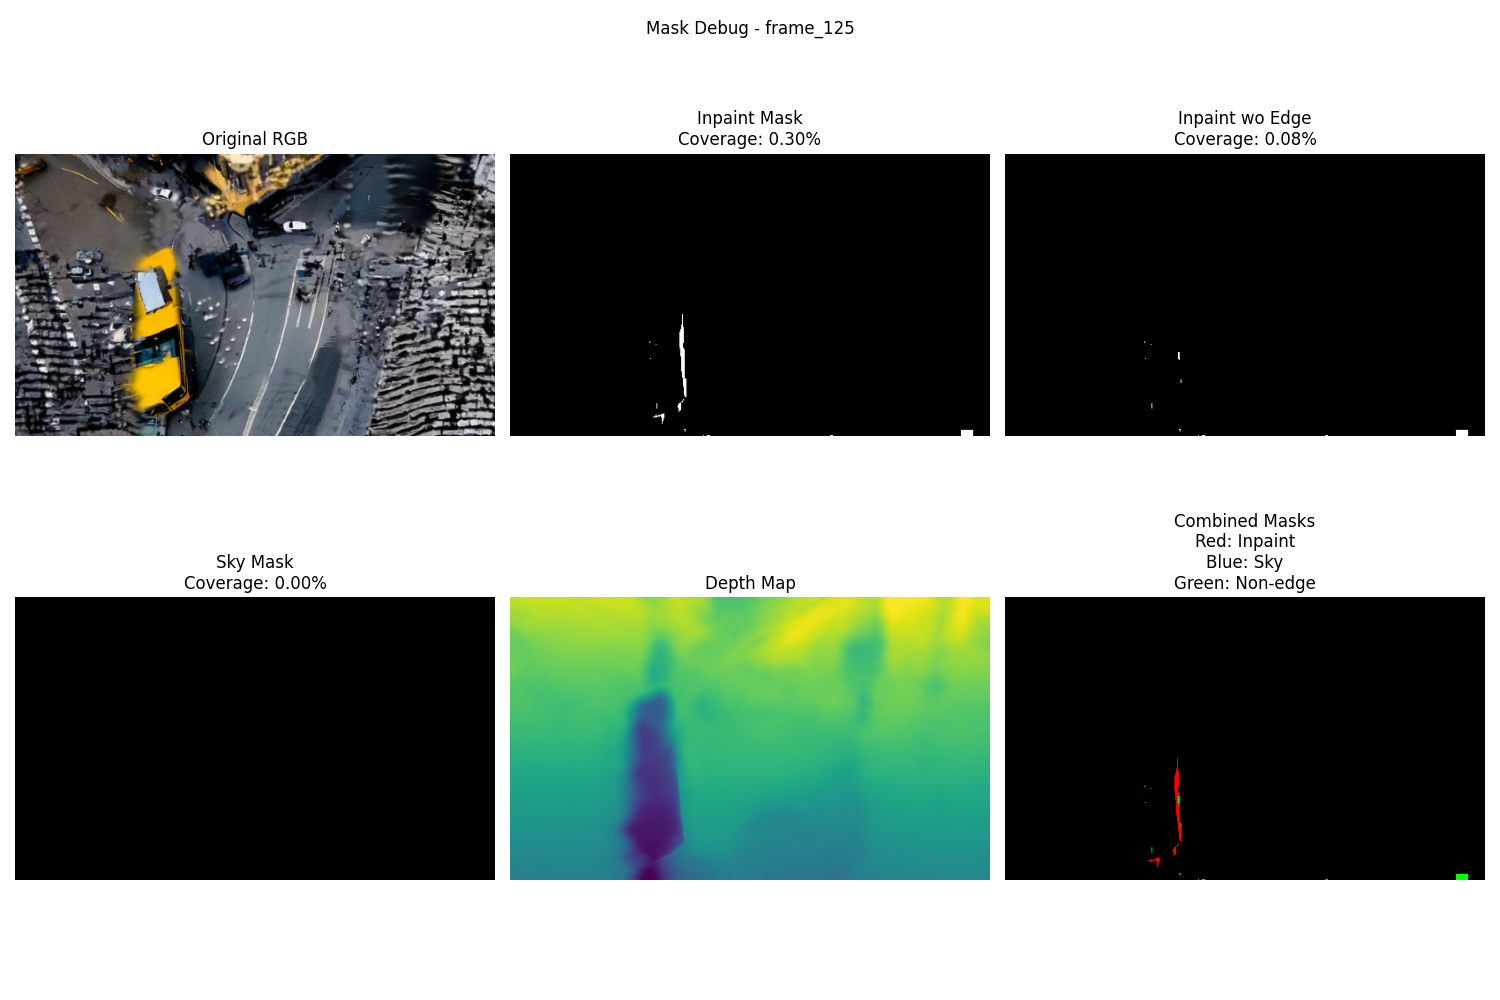 Mask Debug - frame_125
Original RGB
Inpaint Mask
Coverage: 0.30%
Inpaint wo Edge
Coverage: 0.08%
Sky Mask
Coverage: 0.00%
Depth Map
Combined Masks
Red: Inpaint
Blue: Sky
Green: Non-edge